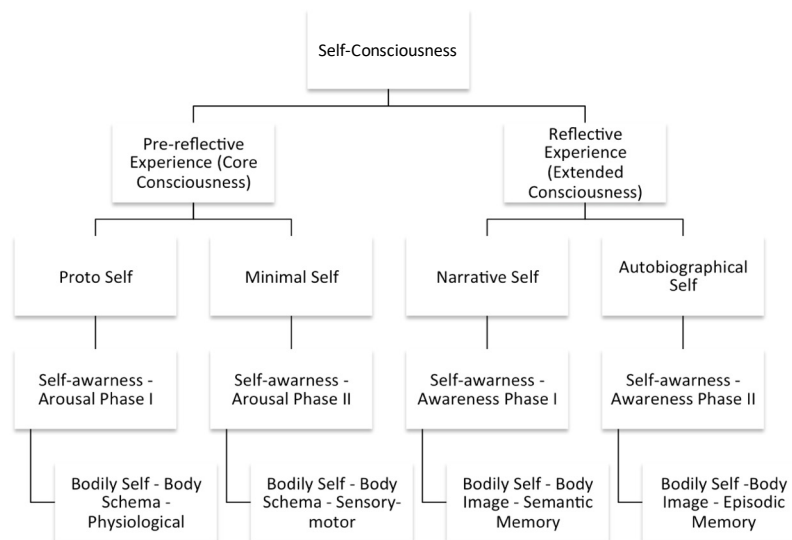 Self-Consciousness
Pre-reflective
Experience (Core
Consciousness)
Reflective
Experience
(Extended
Consciousness)
Proto Self
Minimal Self
Narrative Self
Autobiographical
Self
Self-awarness -
Arousal Phase I
Self-awarness -
Arousal Phase II
Self-awarness -
Awareness Phase I
Self-awarness -
Awareness Phase II
Bodily Self - Body
Schema -
Physiological
Bodily Self - Body
Schema - Sensory-
motor
Bodily Self - Body
Image - Semantic
Memory
Bodily Self -Body
Image - Episodic
Memory